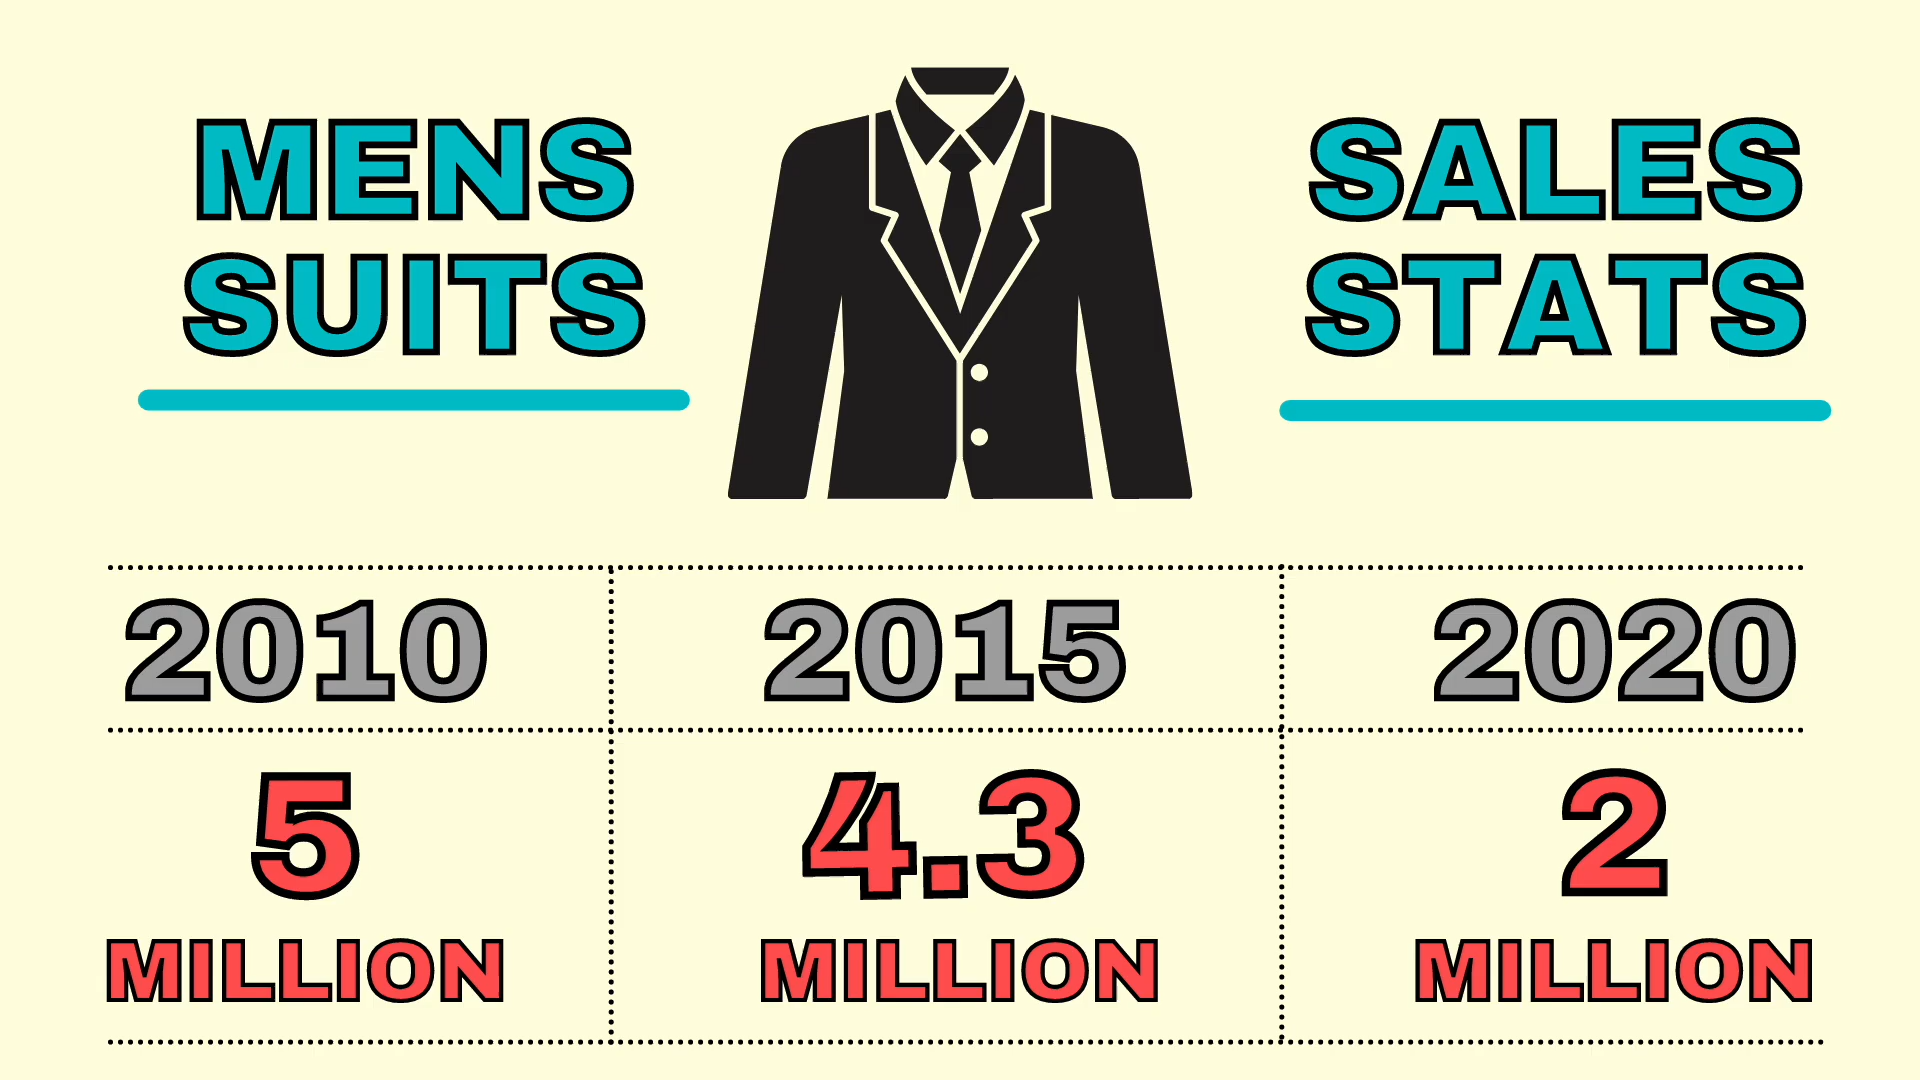 MENS
SUITS
SALES
STATS
2010 2015 2020
5 4.3 2
MILLION MILLION MILLION